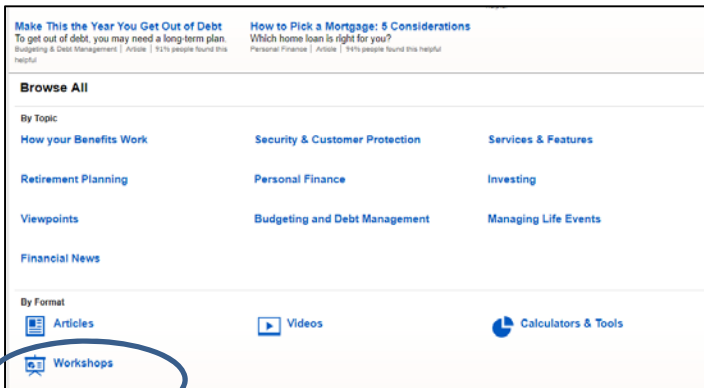 Make This the Year You Get Out of Debt
To get out of debt, you may need a long-term plan.
Budgeting & Debt Management | Article | 91% people found this
helpful
How to Pick a Mortgage: 5 Considerations
Which home loan is right for you?
Personal Finance | Article | 94% people found this helpful
Browse All
By Topic
How your Benefits Work
Security & Customer Protection
Services & Features
Retirement Planning
Personal Finance
Investing
Viewpoints
Budgeting and Debt Management
Managing Life Events
Financial News
By Format
Articles
Videos
Calculators & Tools
Workshops